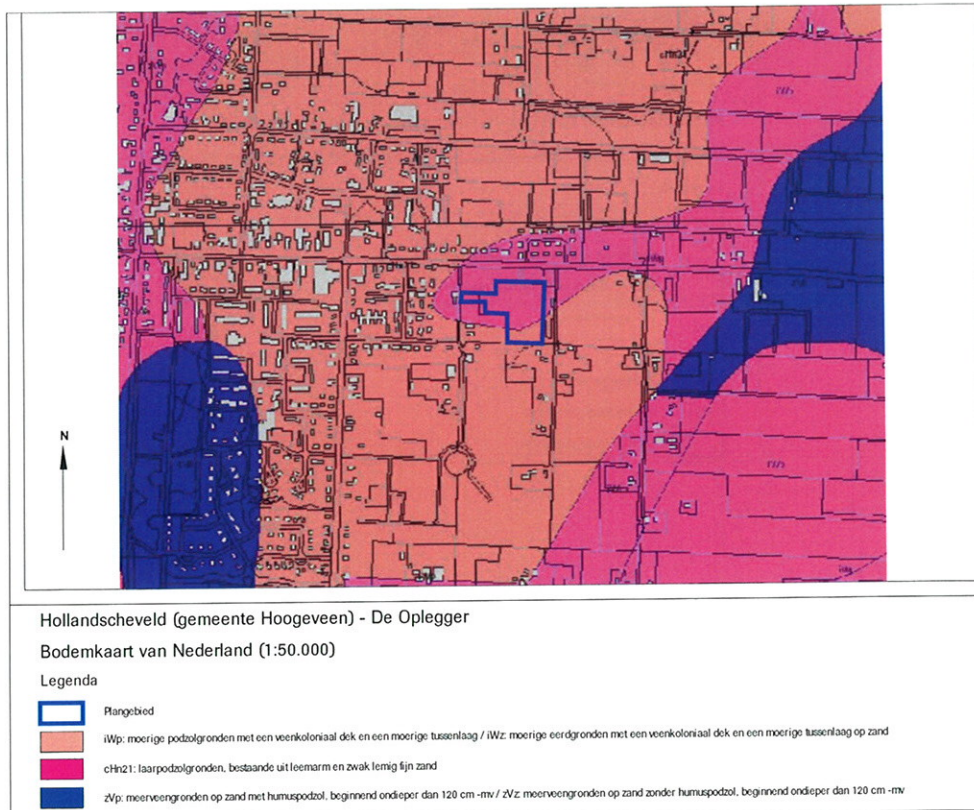 N
Hollandscheveld (gemeente Hoogeveen) - De Oplegger
Bodemkaart van Nederland (1:50.000)
Legenda
Plangebied
iWp: moerige podzolgronden met een veenkoloniaal dek en een moerige tussenlaag / iWz: moerige eerdgronden met een veenkoloniaal dek en een moerige tussenlaag op zand
cHn21: laarpodzolgronden, bestaande uit leemarm en zwak lemig fijn zand
zVp: meerveengronden op zand met humuspodzol, beginnend ondieper dan 120 cm -mv / zVz: meerveengronden op zand zonder humuspodzol, beginnend ondieper dan 120 cm -mv